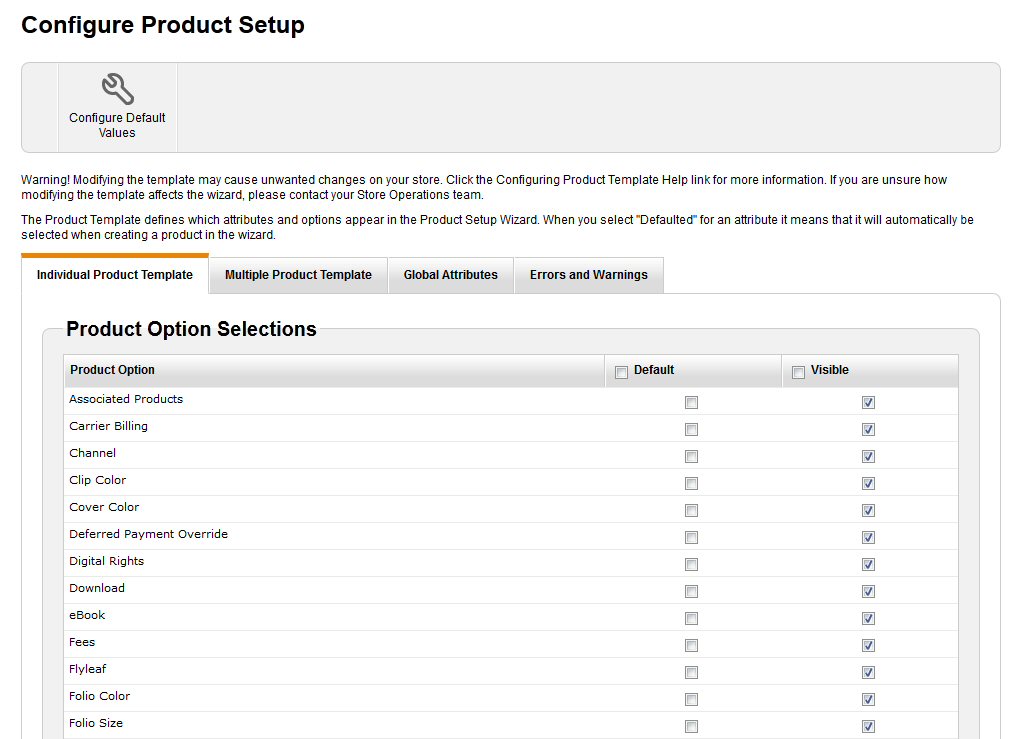 Configure Product Setup
Configure Default
Values
Warning! Modifying the template may cause unwanted changes on your store. Click the Configuring Product Template Help link for more information. If you are unsure how
modifying the template affects the wizard, please contact your Store Operations team.
The Product Template defines which attributes and options appear in the Product Setup Wizard. When you select "Defaulted" for an attribute it means that it will automatically be
selected when creating a product in the wizard.
Individual Product Template Multiple Product Template Global Attributes Errors and Warnings
Product Option Selections
Product Option Default Visible
Associated Products
Carrier Billing
Channel
Clip Color
Cover Color
Deferred Payment Override
Digital Rights
Download
eBook
Fees
Flyleaf
Folio Color
Folio Size